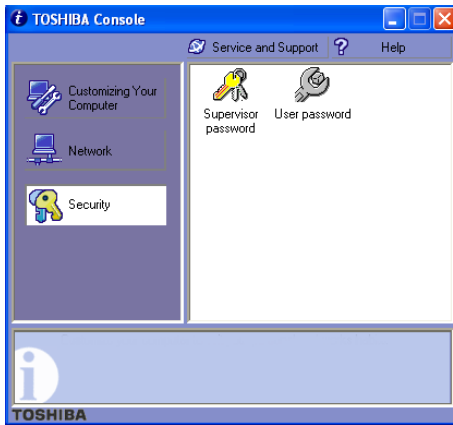 TOSHIBA Console
Service and Support
?
Help
Customizing Your
Computer
Network
Security
Supervisor
password
User password
i
TOSHIBA